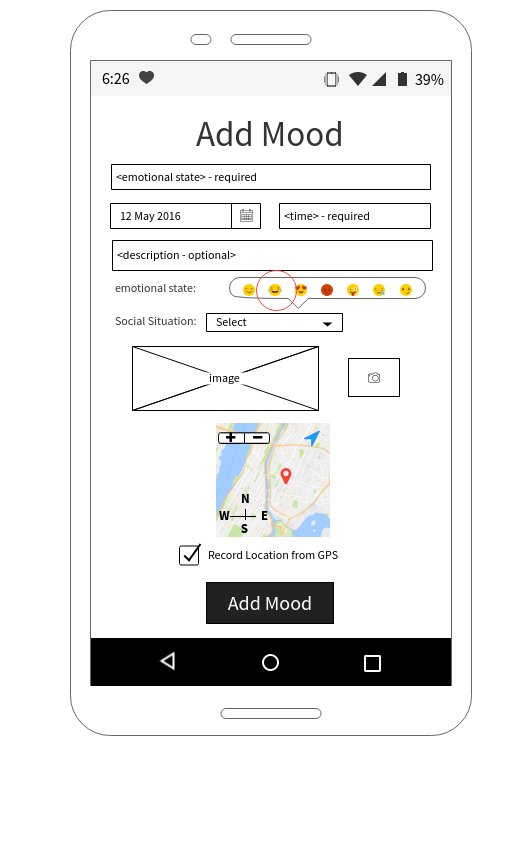 6:26 39%
Add Mood
<emotional state> - required
12 May 2016 <time> - required
<description - optional>
emotional state:
Social Situation: Select
image
+ −
N
W E
S
Record Location from GPS
Add Mood